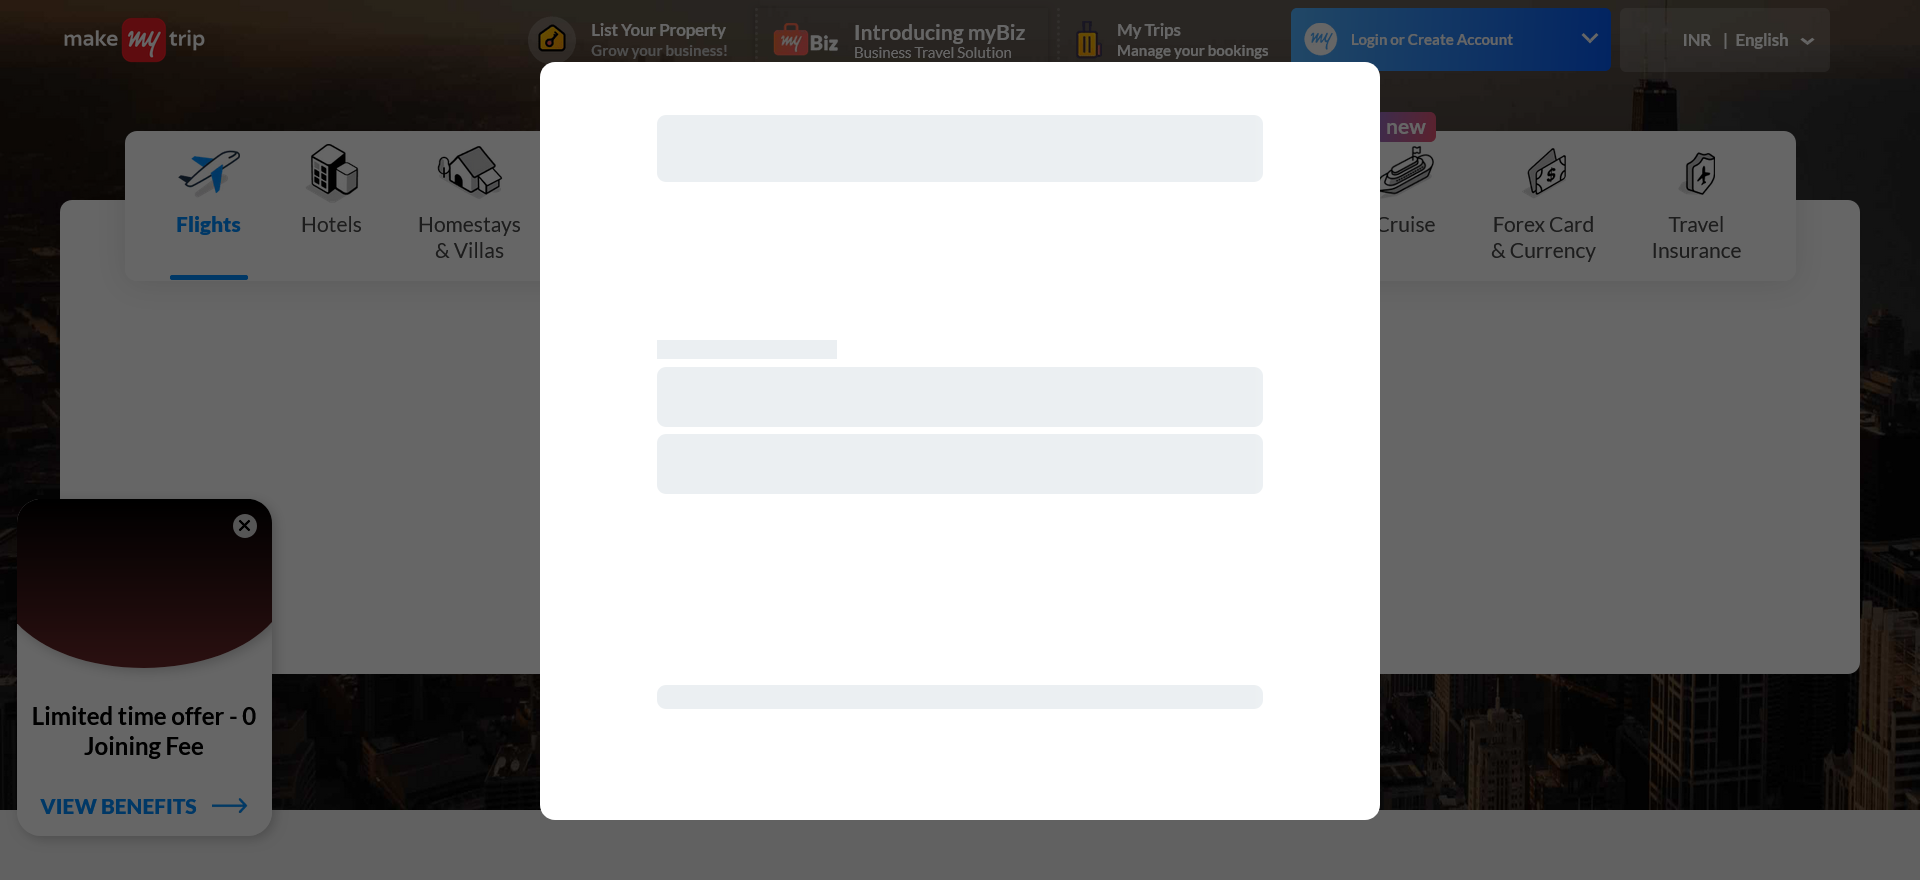 make my trip
List Your Property
Grow your business!
my Biz
Introducing myBiz
Business Travel Solution
My Trips
Manage your bookings
my
Login or Create Account
INR | English
new
Flights
Hotels
Homestays
& Villas
Cruise
Forex Card
& Currency
Travel
Insurance
Limited time offer - 0
Joining Fee
VIEW BENEFITS